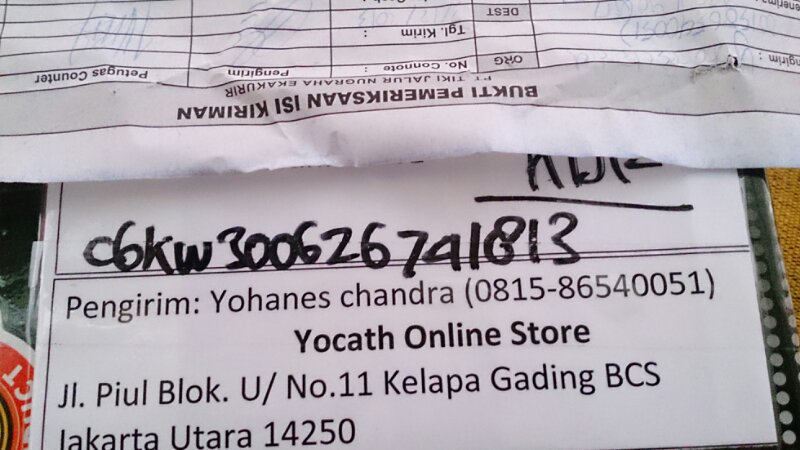 DEST
Tgl. Kirim :
ORG
No. Connote :
Pengirim
Petugas Counter
PT. TIKI JALUR NUGRAHA EKAKURIR
BUKTI PEMERIKSAAN ISI KIRIMAN
c6kw300626741813
Pengirim: Yohanes chandra (0815-86540051)
Yocath Online Store
Jl. Piul Blok. U/ No.11 Kelapa Gading BCS
Jakarta Utara 14250